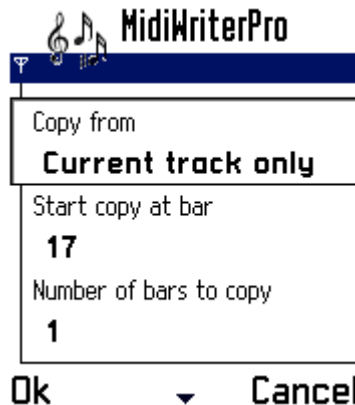 MidiWriterPro
Copy from
Current track only
Start copy at bar
17
Number of bars to copy
1
Ok Cancel